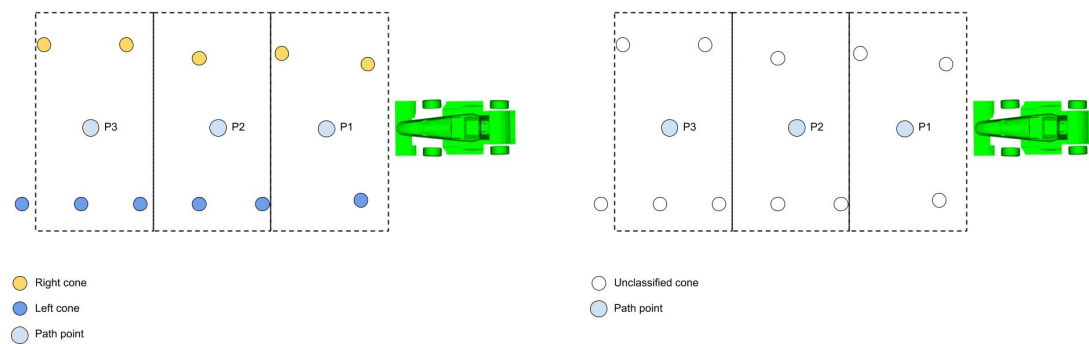 P3
P2
P1
Right cone
Left cone
Path point
P3
P2
P1
Unclassified cone
Path point